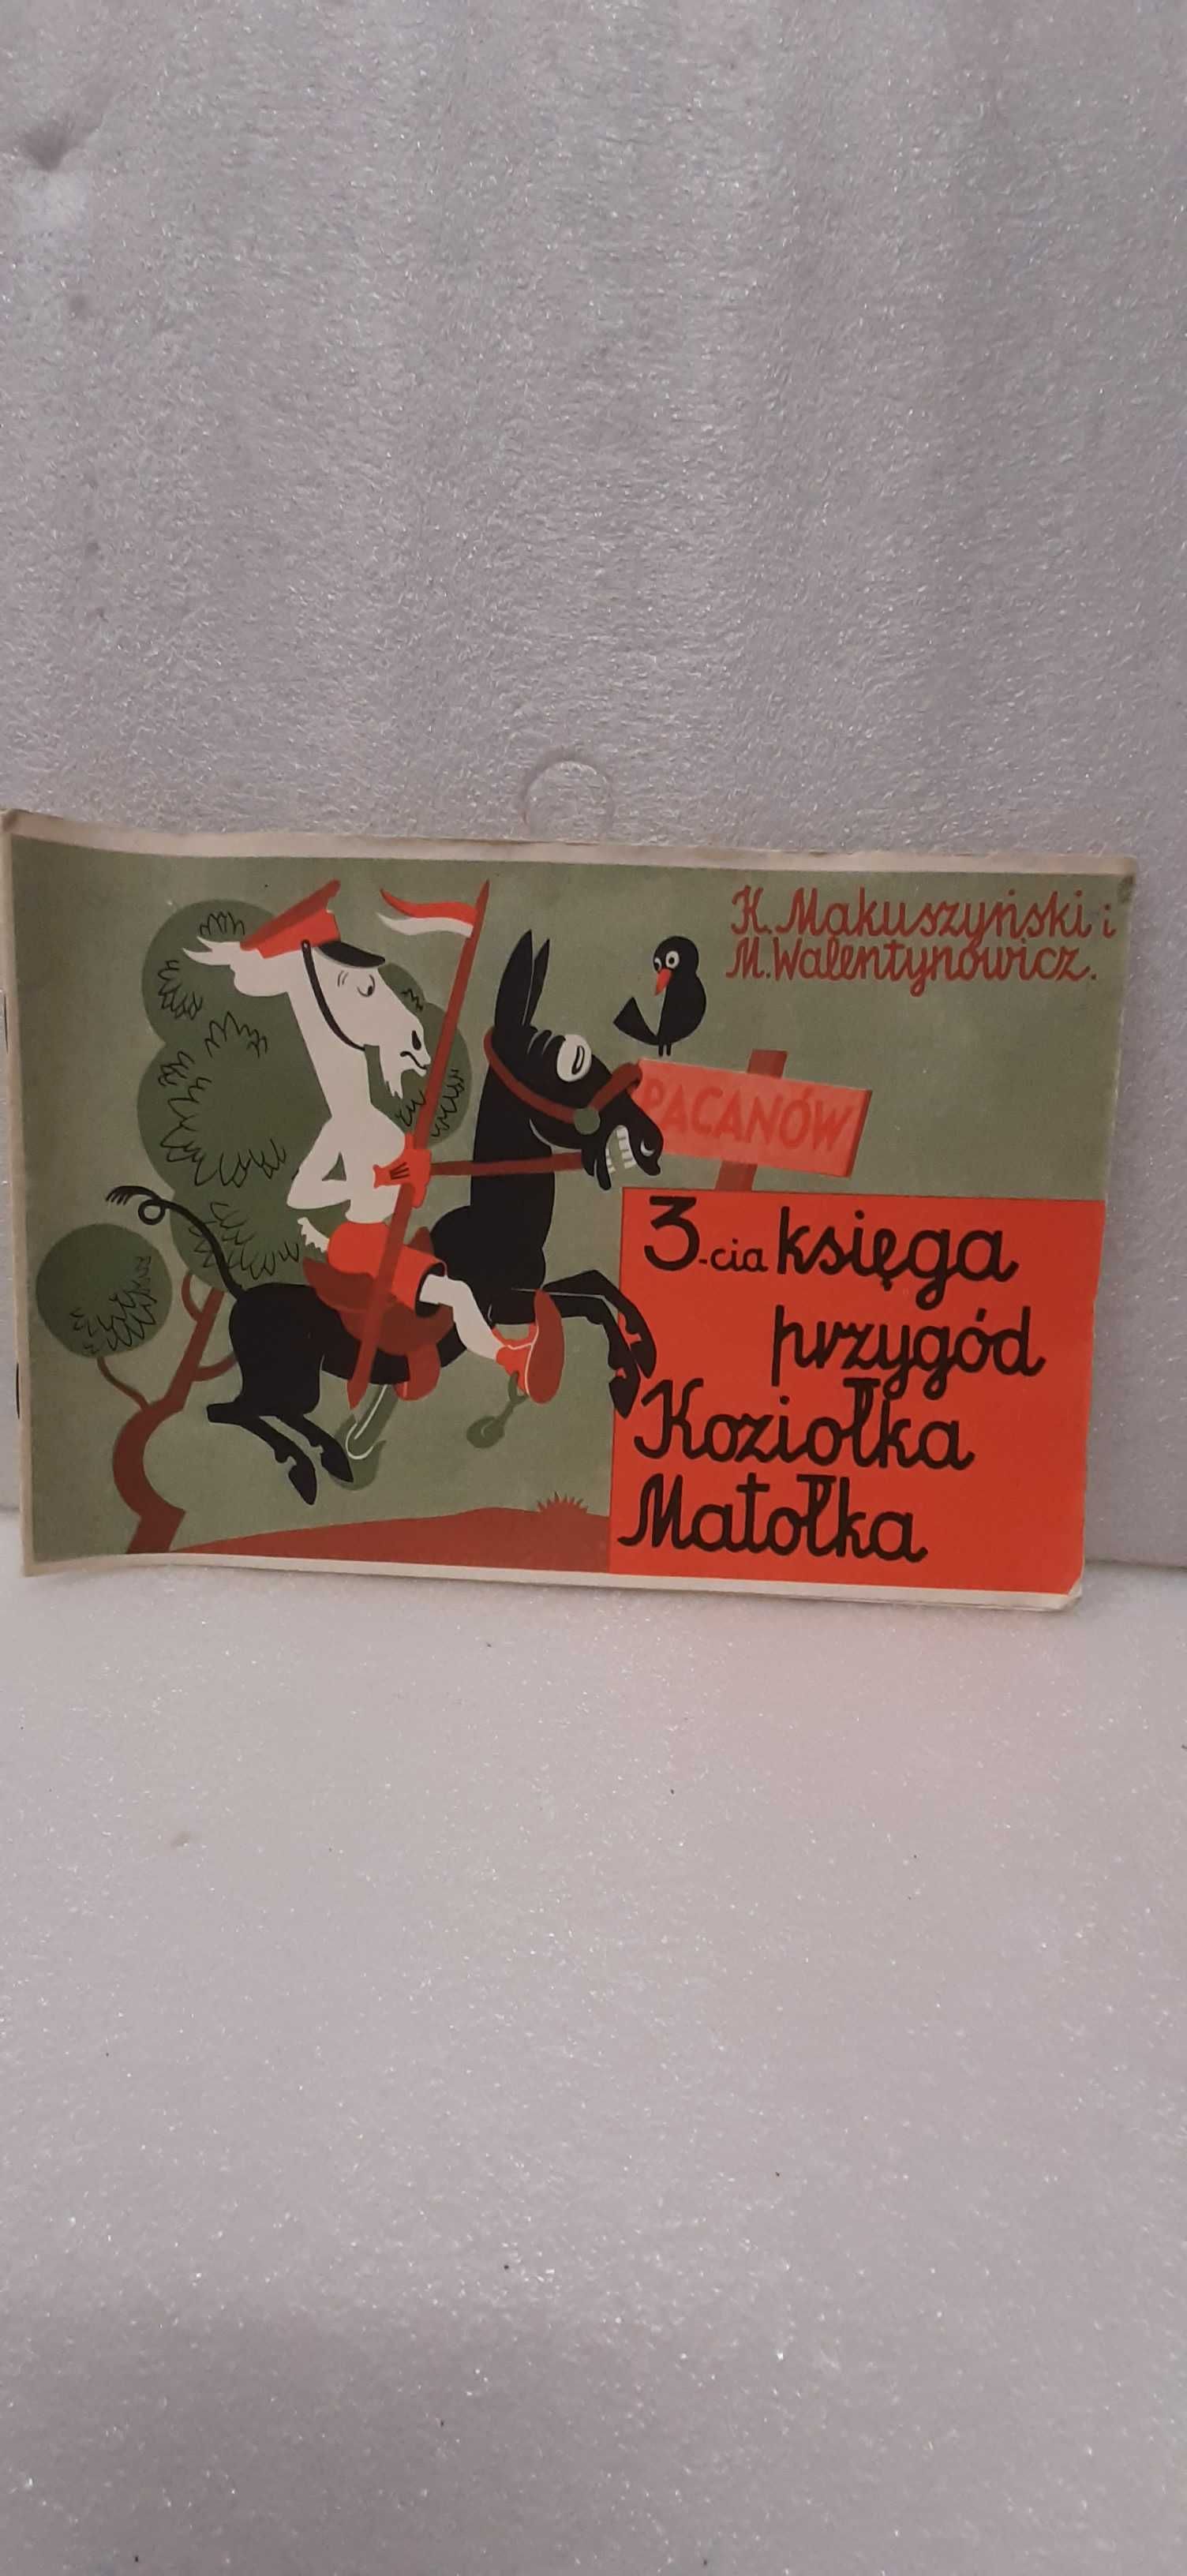 K. Makuszyński i
M. Walentynowicz.
PACANÓW
3-cia księga
przygód
Koziołka
Matołka